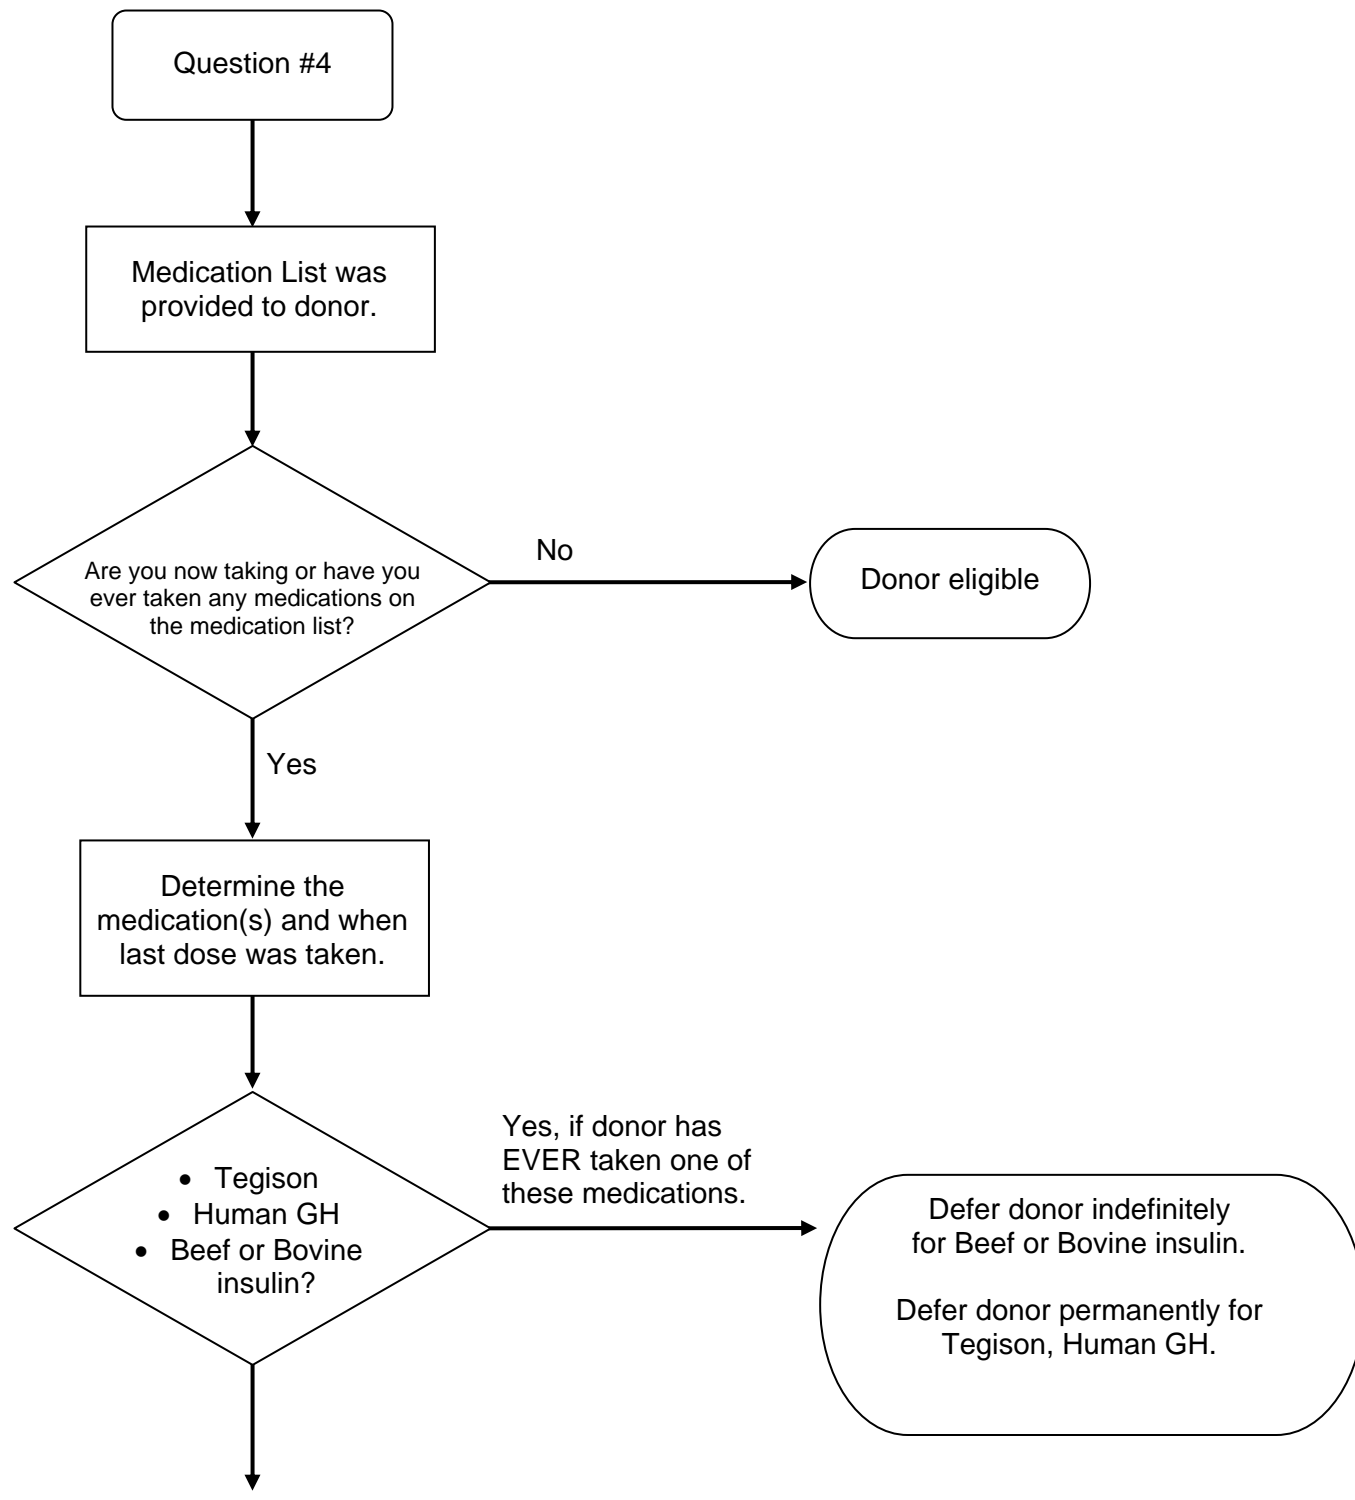 Question #4
Medication List was
provided to donor.
Are you now taking or have you
ever taken any medications on
the medication list?
No
Donor eligible
Yes
Determine the
medication(s) and when
last dose was taken.
• Tegison
• Human GH
• Beef or Bovine
insulin?
Yes, if donor has
EVER taken one of
these medications.
Defer donor indefinitely
for Beef or Bovine insulin.
Defer donor permanently for
Tegison, Human GH.